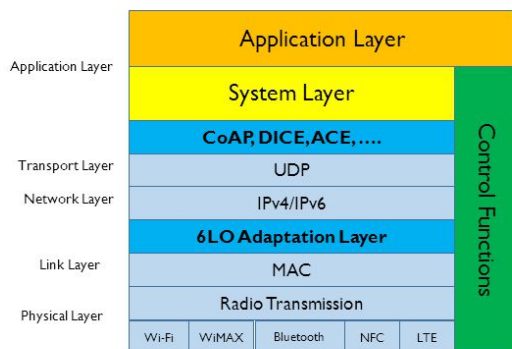 Application Layer
Application Layer
System Layer
CoAP, DICE, ACE, ....
Transport Layer
UDP
Network Layer
IPv4/IPv6
6LO Adaptation Layer
Link Layer
MAC
Radio Transmission
Physical Layer
Wi-Fi
WiMAX
Bluetooth
NFC
LTE
Control Functions